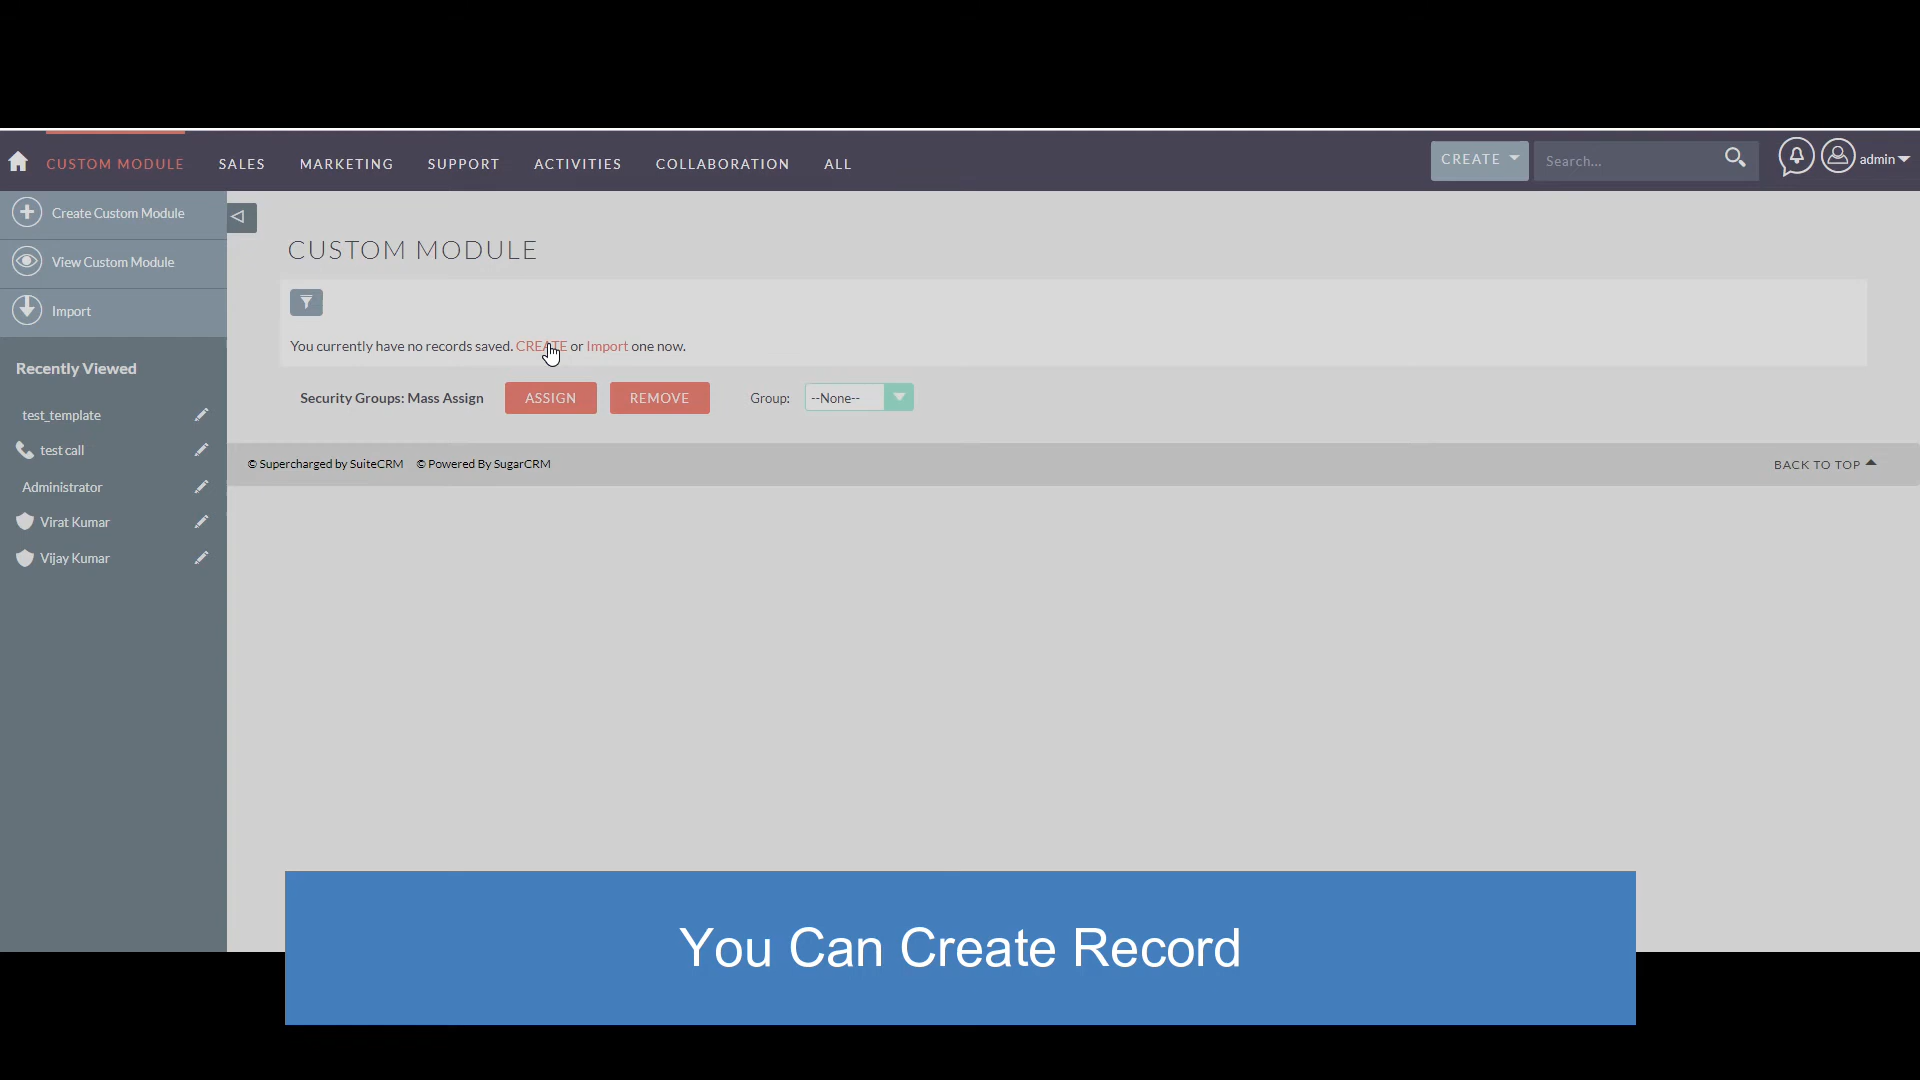 CUSTOM MODULE SALES MARKETING SUPPORT ACTIVITIES COLLABORATION ALL CREATE Search... admin
Create Custom Module
View Custom Module
Import
Recently Viewed
test_template
test call
Administrator
Virat Kumar
Vijay Kumar
CUSTOM MODULE
You currently have no records saved. CREATE or Import one now.
Security Groups: Mass Assign ASSIGN REMOVE Group: --None--
© Supercharged by SuiteCRM © Powered By SugarCRM BACK TO TOP
You Can Create Record